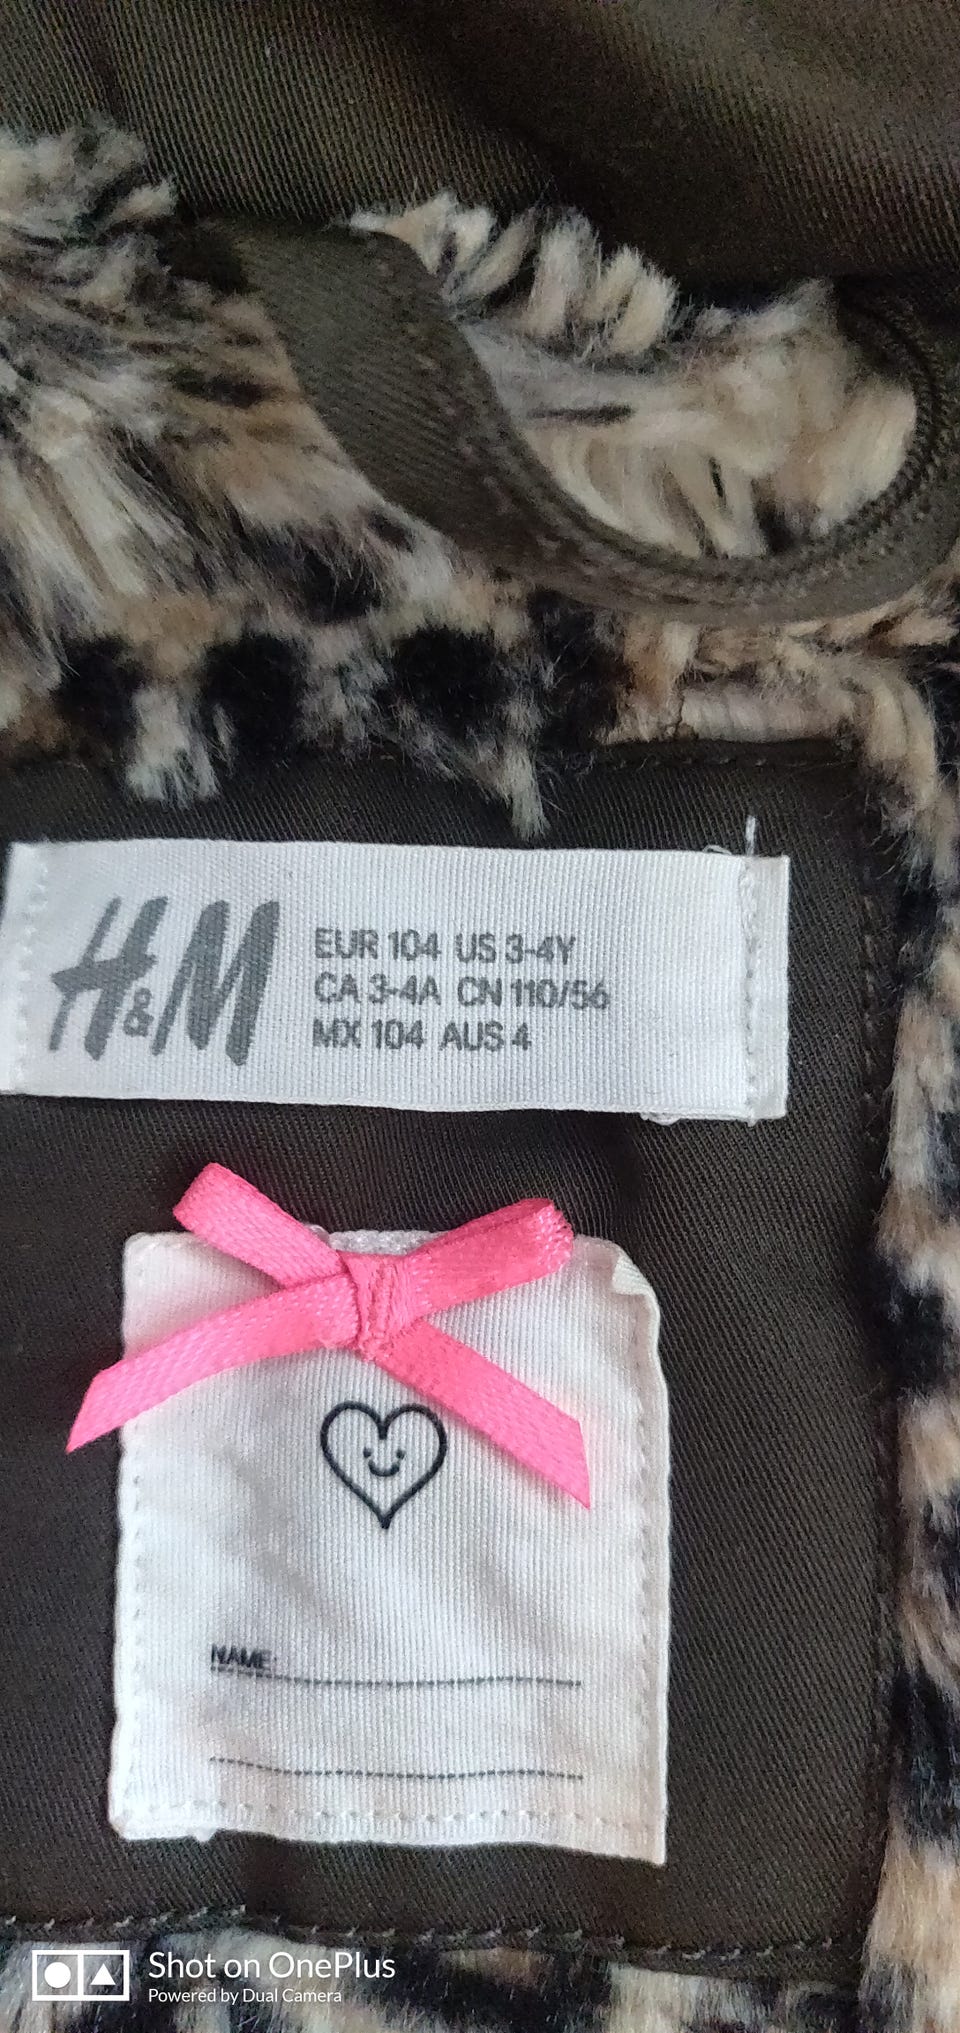 H&M
EUR 104 US 3-4Y
CA 3-4A CN 110/56
MX 104 AUS 4
NAME:
Shot on OnePlus
Powered by Dual Camera